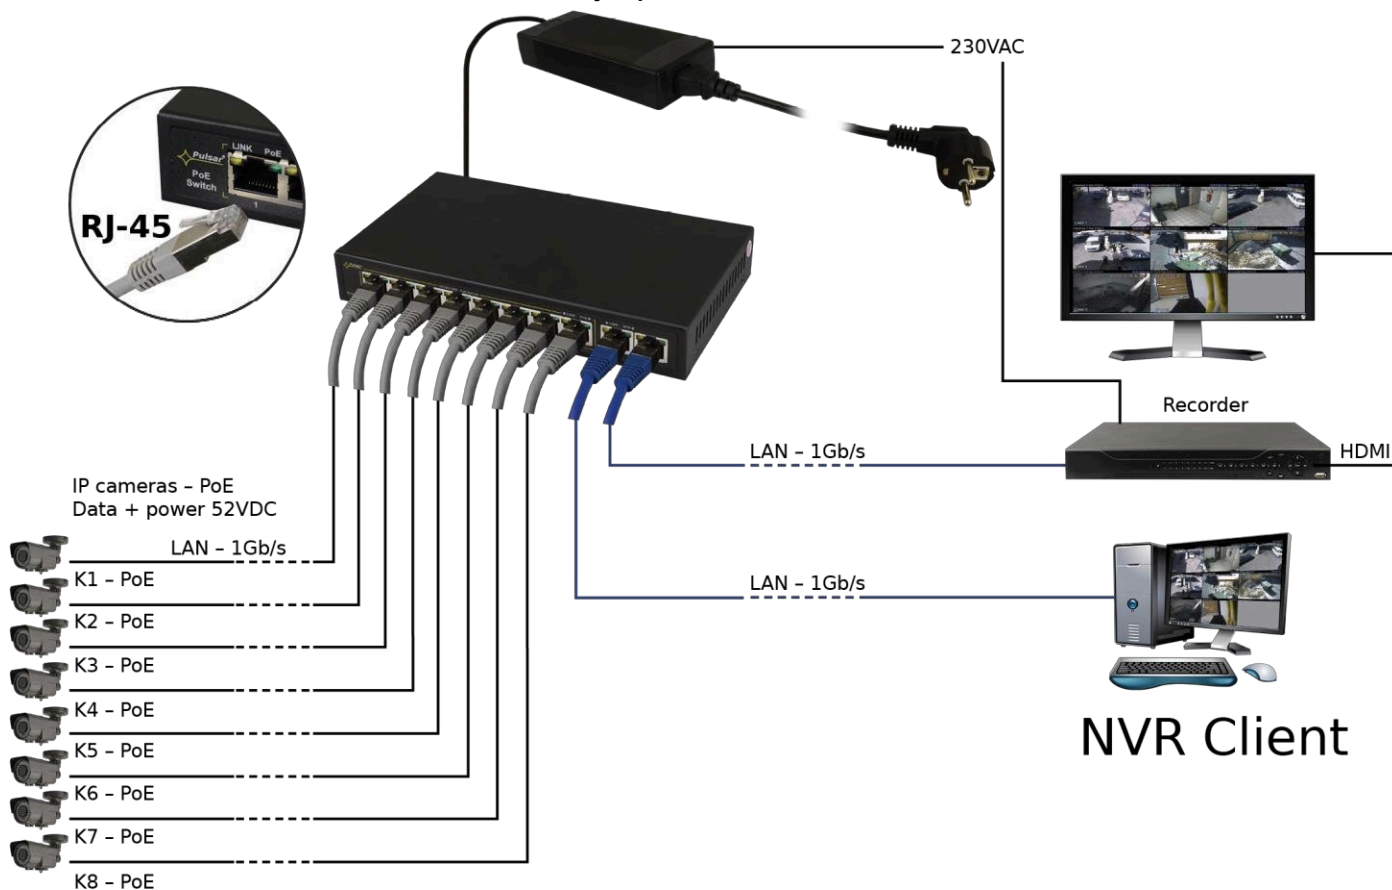 230VAC
LINK PoE
Pulsar
PoE
Switch
1
RJ-45
Recorder
LAN – 1Gb/s
HDMI
IP cameras – PoE
Data + power 52VDC
LAN – 1Gb/s
K1 – PoE
LAN – 1Gb/s
K2 – PoE
K3 – PoE
K4 – PoE
NVR Client
K5 – PoE
K6 – PoE
K7 – PoE
K8 – PoE